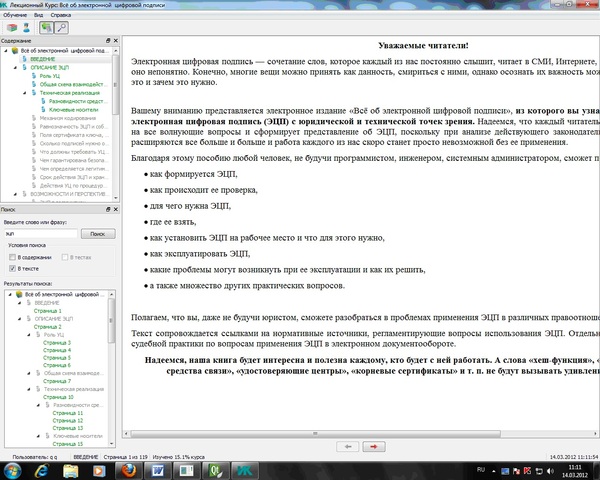 Лекционный Курс: Всё об электронной цифровой подписи
Обучение Вид Справка
Содержание
Всё об электронной цифровой под...
ВВЕДЕНИЕ
ОПИСАНИЕ ЭЦП
Роль УЦ
Общая схема взаимодейст...
Техническая реализация
Разновидности средст...
Ключевые носители
Механизм кодирования
Равнозначность ЭЦП и соб...
Поля сертификата ключа,
Сколько подписей нужно р
Что должны требовать УЦ
Чем гарантирована безопа...
Чем определяется легитим
Срок действия ЭЦП и хран
Действия УЦ по процедур
ВОЗМОЖНОСТИ И ПЕРСПЕКТИВ
Поиск
Введите слово или фразу:
эцп
Поиск
Условия поиска
В содержании
В тестах
В тексте
Результаты поиска:
Всё об электронной цифровой ...
ВВЕДЕНИЕ
Страница 1
ОПИСАНИЕ ЭЦП
Страница 2
Роль УЦ
Страница 3
Страница 4
Страница 5
Страница 6
Общая схема взаимоде...
Страница 7
Техническая реализация
Страница 10
Разновидности сре...
Страница 11
Страница 12
Страница 13
Ключевые носители
Страница 15
Уважаемые читатели!
Электронная цифровая подпись — сочетание слов, которое каждый из нас постоянно слышит, читает в СМИ, Интернете,
оно непонятно. Конечно, многие вещи можно принять как данность, смириться с ними, однако осознать их важность мож
это и зачем это нужно.
Вашему вниманию представляется электронное издание «Всё об электронной цифровой подписи», из которого вы узна
электронная цифровая подпись (ЭЦП) с юридической и технической точек зрения. Надеемся, что каждый читатель
на все волнующие вопросы и сформирует представление об ЭЦП, поскольку при анализе действующего законодател
расширяются все больше и больше и работа каждого из нас скоро станет просто невозможной без ее применения.
Благодаря этому пособию любой человек, не будучи программистом, инженером, системным администратором, сможет п
• как формируется ЭЦП,
• как происходит ее проверка,
• для чего нужна ЭЦП,
• где ее взять,
• как установить ЭЦП на рабочее место и что для этого нужно,
• как эксплуатировать ЭЦП,
• какие проблемы могут возникнуть при ее эксплуатации и как их решить,
• а также множество других практических вопросов.
Полагаем, что вы, даже не будучи юристом, сможете разобраться в проблемах применения ЭЦП в различных правоотноше
Текст сопровождается ссылками на нормативные источники, регламентирующие вопросы использования ЭЦП. Отдель
судебной практики по вопросам применения ЭЦП в электронном документообороте.
Надеемся, наша книга будет интересна и полезна каждому, кто будет с ней работать. А слова «хеш-функция», «
средства связи», «удостоверяющие центры», «корневые сертификаты» и т. п. не будут вызывать удивлени
Пользователь: q q ВВЕДЕНИЕ Страница 1 из 119 Изучено 15.1% курса 14.03.2012 11:11:54
RU 11:11
14.03.2012